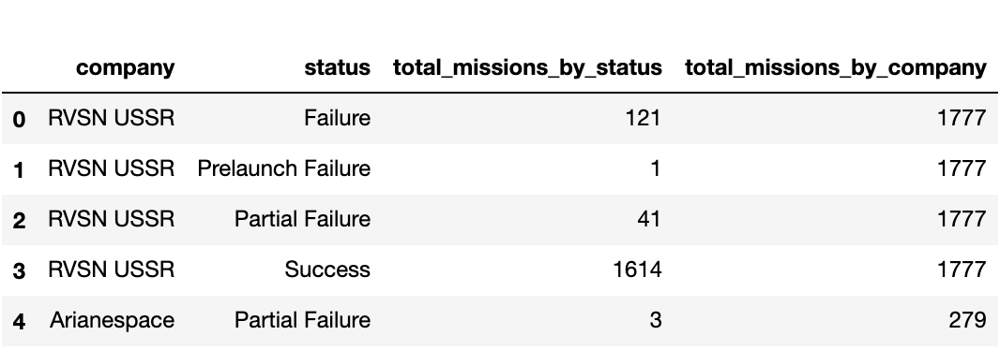 company status total_missions_by_status total_missions_by_company
0 RVSN USSR Failure 121 1777
1 RVSN USSR Prelaunch Failure 1 1777
2 RVSN USSR Partial Failure 41 1777
3 RVSN USSR Success 1614 1777
4 Arianespace Partial Failure 3 279